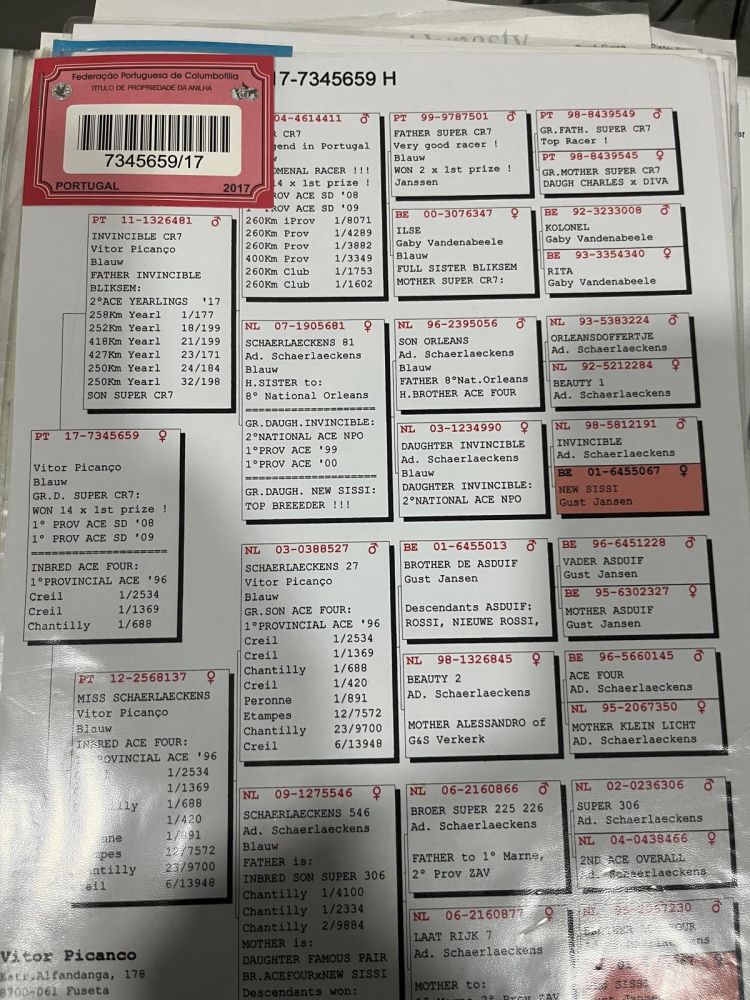 Federação Portuguesa de Columbofilia
TÍTULO DE PROPRIEDADE DA ANILHA
7345659/17
PORTUGAL 2017
17-7345659 H
PT 17-7345659 ♀
Vitor Picanço
Blauw
GR.D. SUPER CR7:
WON 14 x 1st prize !
1º PROV ACE SD '08
1º PROV ACE SD '09
====================
INBRED ACE FOUR:
1ºPROVINCIAL ACE '96
Creil 1/2534
Creil 1/1369
Chantilly 1/688
PT 11-1326481 ♂
INVINCIBLE CR7
Vitor Picanço
Blauw
FATHER INVINCIBLE
BLIKSEM:
2ºACE YEARLINGS '17
258Km Yearl 1/177
252Km Yearl 18/199
418Km Yearl 21/199
427Km Yearl 23/171
250Km Yearl 24/184
250Km Yearl 32/198
SON SUPER CR7
PT 12-2568137 ♀
MISS SCHAERLAECKENS
Vitor Picanço
Blauw
INBRED ACE FOUR:
PROVINCIAL ACE '96
1/2534
1/1369
1/688
1/420
12/7572
23/9700
6/13948
04-4614411 ♂
CR7
in Portugal
RACER !!!
14 x 1st prize !
PROV ACE SD '08
PROV ACE SD '09
260Km iProv 1/8071
260Km Prov 1/4289
260Km Prov 1/3882
400Km Prov 1/3349
260Km Club 1/1753
260Km Club 1/1602
NL 07-1905681 ♀
SCHAERLAECKENS 81
Ad. Schaerlaeckens
Blauw
H.SISTER to:
8º National Orleans
====================
GR.DAUGH.INVINCIBLE:
2ºNATIONAL ACE NPO
1ºPROV ACE '99
1ºPROV ACE '00
====================
GR.DAUGH. NEW SISSI:
TOP BREEEDER !!!
NL 03-0388527 ♂
SCHAERLAECKENS 27
Vitor Picanço
Blauw
GR.SON ACE FOUR:
1ºPROVINCIAL ACE '96
Creil 1/2534
Creil 1/1369
Chantilly 1/688
Creil 1/420
Peronne 1/891
Etampes 12/7572
Chantilly 23/9700
Creil 6/13948
NL 09-1275546 ♀
SCHAERLAECKENS 546
Ad. Schaerlaeckens
Blauw
FATHER is:
INBRED SON SUPER 306
Chantilly 1/4100
Chantilly 1/2334
Chantilly 2/9884
MOTHER is:
DAUGHTER FAMOUS PAIR
BR.ACEFOURxNEW SISSI
Descendants won:
PT 99-9787501 ♂
FATHER SUPER CR7
Very good racer !
Blauw
WON 2 x 1st prize !
Janssen
BE 00-3076347 ♀
ILSE
Gaby Vandenabeele
Blauw
FULL SISTER BLIKSEM
MOTHER SUPER CR7:
NL 96-2395056 ♂
SON ORLEANS
Ad. Schaerlaeckens
Blauw
FATHER 8ºNat.Orleans
H.BROTHER ACE FOUR
NL 03-1234990 ♀
DAUGHTER INVINCIBLE
Ad. Schaerlaeckens
Blauw
DAUGHTER INVINCIBLE:
2ºNATIONAL ACE NPO
BE 01-6455013 ♂
BROTHER DE ASDUIF
Gust Jansen
Descendants ASDUIF:
ROSSI, NIEUWE ROSSI,
NL 98-1326845 ♀
BEAUTY 2
AD. Schaerlaeckens
MOTHER ALESSANDRO of
G&S Verkerk
NL 06-2160866 ♂
BROER SUPER 225 226
Ad. Schaerlaeckens
FATHER to 1º Marne,
2º Prov ZAV
NL 06-2160877 ♀
LAAT RIJK 7
Ad. Schaerlaeckens
MOTHER to:
PT 98-8439549 ♂
GR.FATH. SUPER CR7
Top Racer !
PT 98-8439545 ♀
GR.MOTHER SUPER CR7
DAUGH CHARLES x DIVA
BE 92-3233008 ♂
KOLONEL
Gaby Vandenabeele
BE 93-3354340 ♀
RITA
Gaby Vandenabeele
NL 93-5383224 ♂
ORLEANSDOFFERTJE
Ad. Schaerlaeckens
NL 92-5212284 ♀
BEAUTY 1
Ad. Schaerlaeckens
NL 98-5812191 ♂
INVINCIBLE
Ad. Schaerlaeckens
BE 01-6455067 ♀
NEW SISSI
Gust Jansen
BE 96-6451228 ♂
VADER ASDUIF
Gust Jansen
BE 95-6302327 ♀
MOTHER ASDUIF
Gust Jansen
BE 96-5660145 ♂
ACE FOUR
AD. Schaerlaeckens
NL 95-2067350 ♀
MOTHER KLEIN LICHT
AD. Schaerlaeckens
NL 02-0236306 ♂
SUPER 306
Ad. Schaerlaeckens
NL 04-0438466 ♀
2ND ACE OVERALL
Ad. Schaerlaeckens
Vitor Picanco
Estr.Alfandanga, 178
8700-061 Fuseta